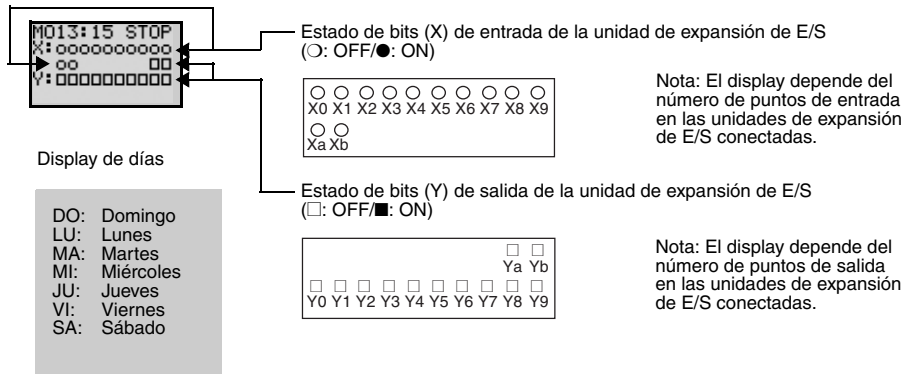 MO13:15 STOP
X:○○○○○○○○○○
○○ □□
Y:□□□□□□□□□□
Estado de bits (X) de entrada de la unidad de expansión de E/S
(❍: OFF/●: ON)
X0 X1 X2 X3 X4 X5 X6 X7 X8 X9
Xa Xb
Nota: El display depende del
número de puntos de entrada
en las unidades de expansión
de E/S conectadas.
Display de días
DO: Domingo
LU: Lunes
MA: Martes
MI: Miércoles
JU: Jueves
VI: Viernes
SA: Sábado
Estado de bits (Y) de salida de la unidad de expansión de E/S
(□: OFF/■: ON)
Ya Yb
Y0 Y1 Y2 Y3 Y4 Y5 Y6 Y7 Y8 Y9
Nota: El display depende del
número de puntos de salida
en las unidades de expansión
de E/S conectadas.